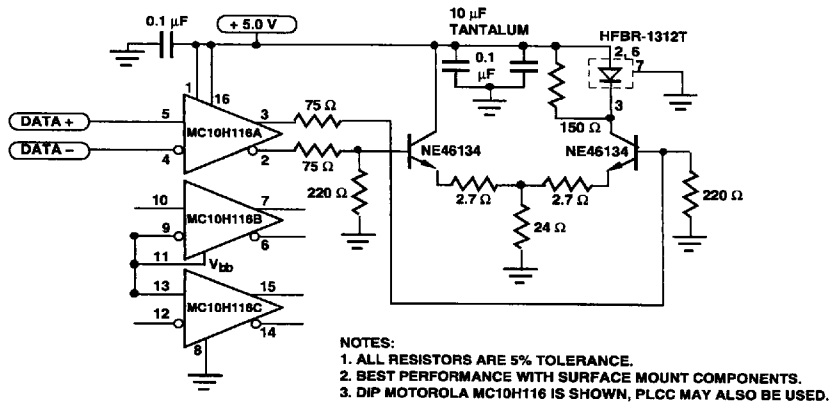 0.1 µF
+ 5.0 V
10 µF
TANTALUM
HFBR-1312T
2, 6
7
0.1
µF
1
16
3
5
3
75 Ω
DATA +
MC10H116A
150 Ω
DATA –
4
2
75 Ω
NE46134
NE46134
10
7
220 Ω
2.7 Ω
2.7 Ω
220 Ω
MC10H116B
9
6
24 Ω
11
Vbb
13
15
MC10H116C
12
14
8
NOTES:
1. ALL RESISTORS ARE 5% TOLERANCE.
2. BEST PERFORMANCE WITH SURFACE MOUNT COMPONENTS.
3. DIP MOTOROLA MC10H116 IS SHOWN, PLCC MAY ALSO BE USED.